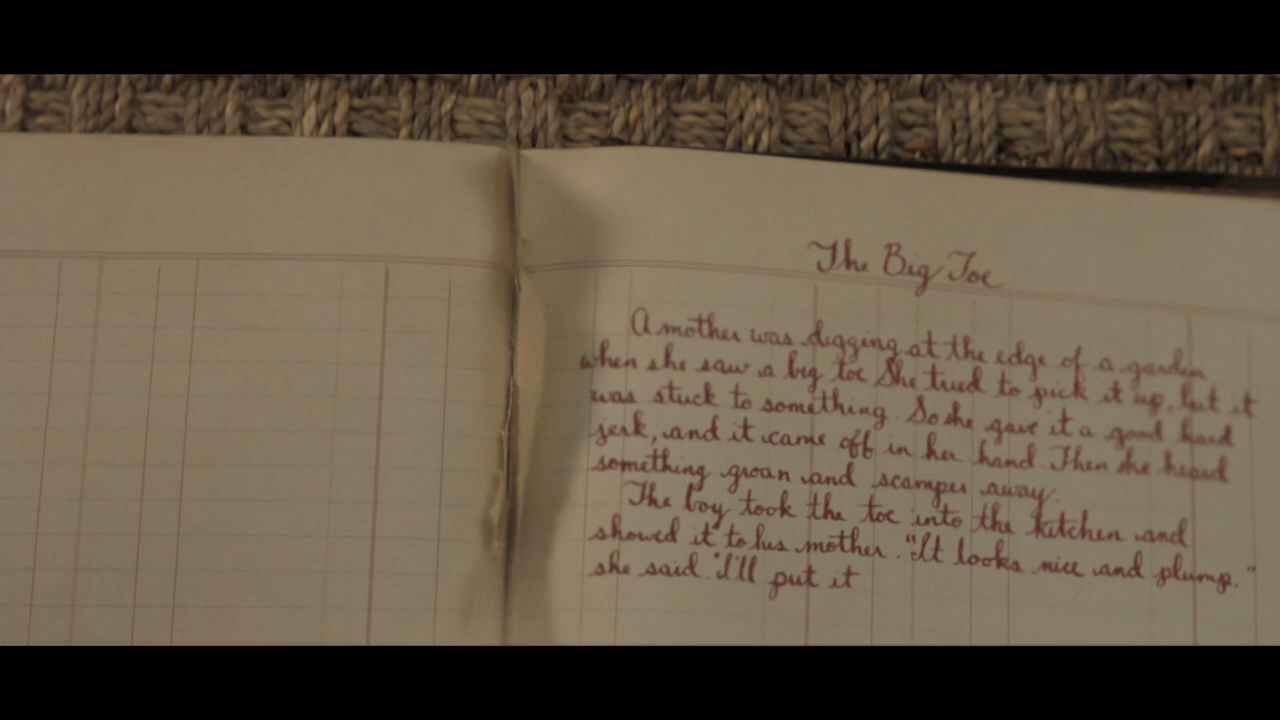 The Big Toe
A mother was digging at the edge of a garden
when she saw a big toe She tried to pick it up, but it
was stuck to something. So she gave it a good hard
jerk, and it came off in her hand. Then she heard
something groan and scamper away.
The boy took the toe into the kitchen and
showed it to his mother. "It looks nice and plump."
she said. "I'll put it